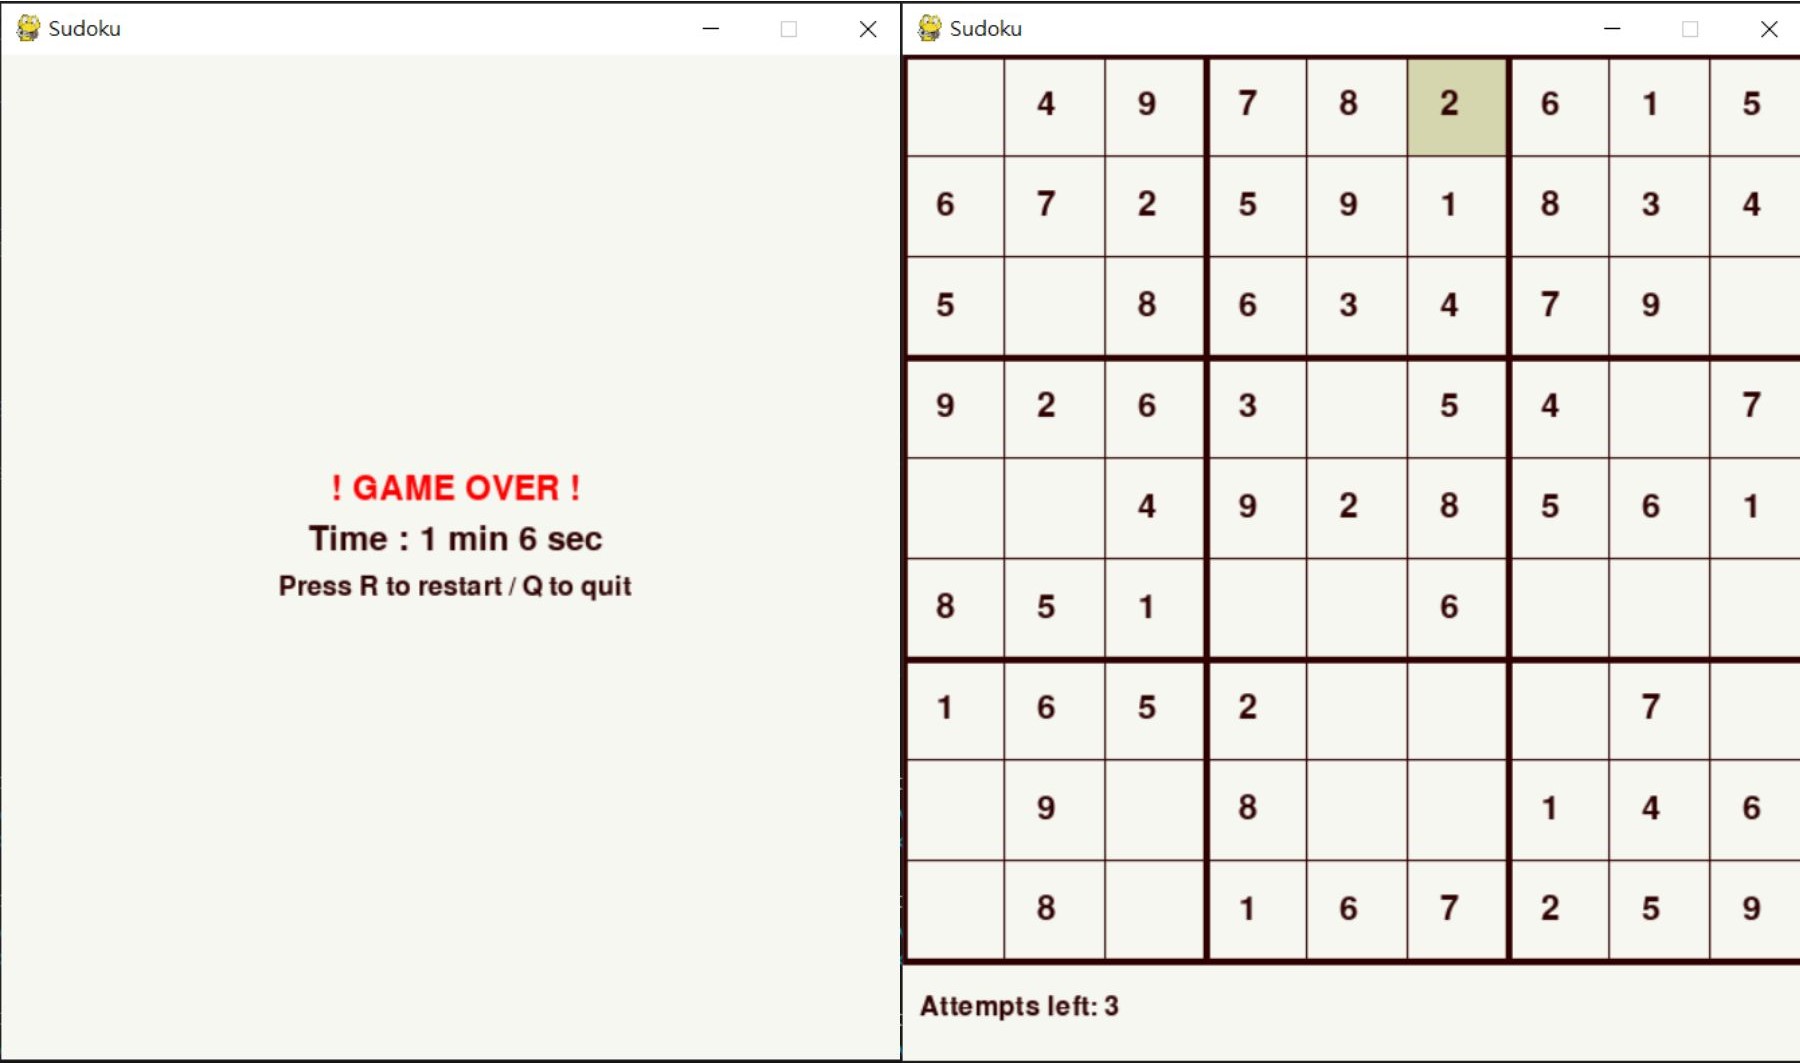 Sudoku
! GAME OVER !
Time : 1 min 6 sec
Press R to restart / Q to quit
Sudoku
4 9 7 8 2 6 1 5
6 7 2 5 9 1 8 3 4
5 8 6 3 4 7 9
9 2 6 3 5 4 7
4 9 2 8 5 6 1
8 5 1 6
1 6 5 2 7
9 8 1 4 6
8 1 6 7 2 5 9
Attempts left: 3